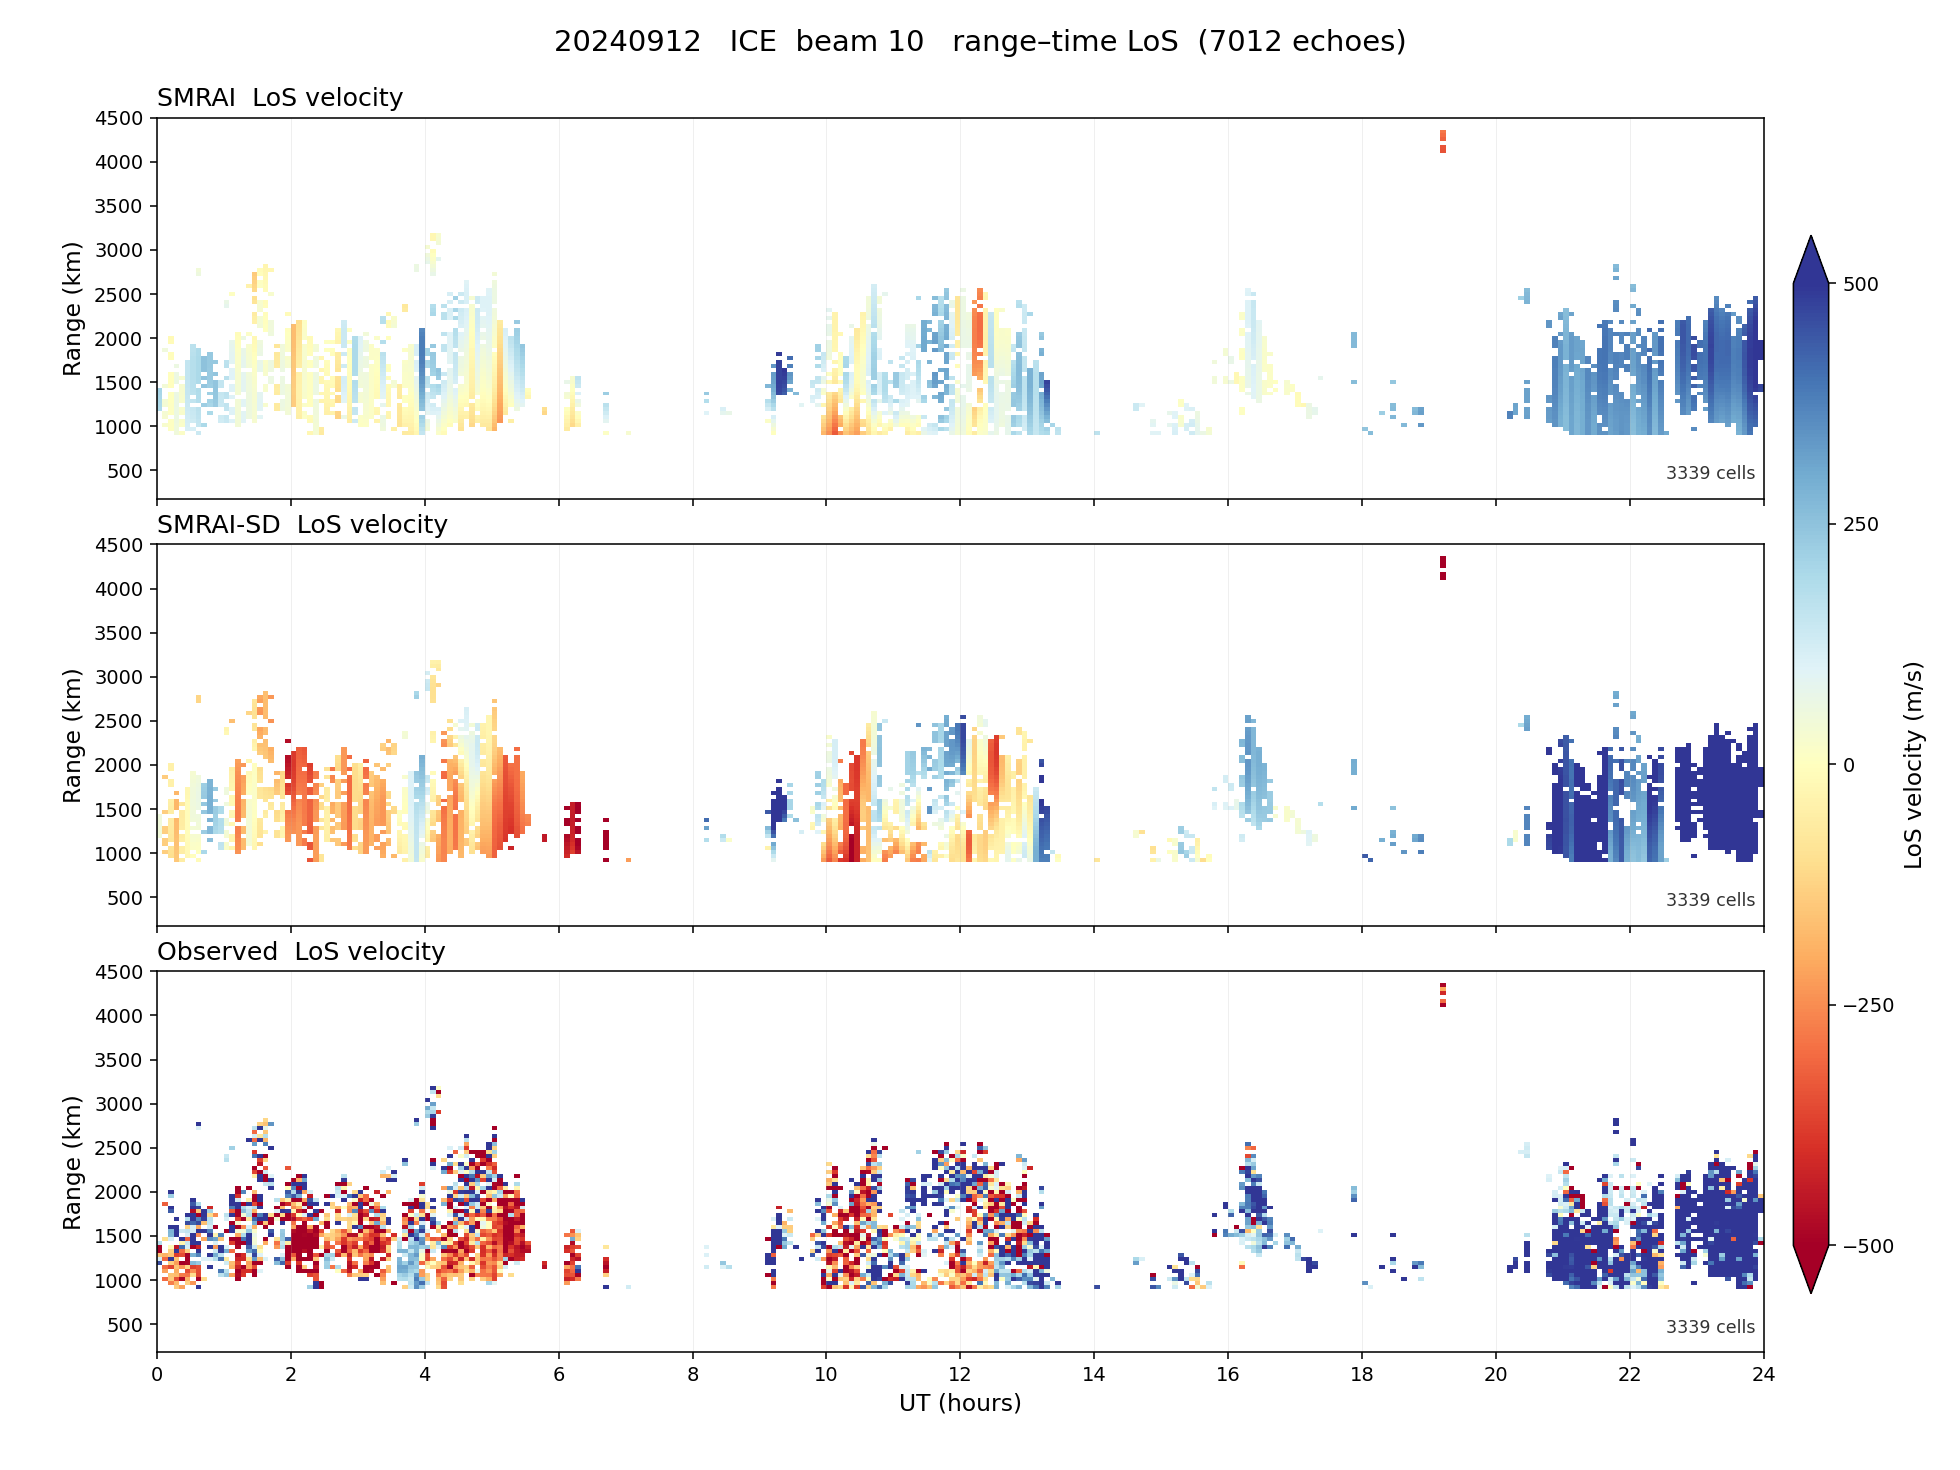 20240912 ICE beam 10 range–time LoS (7012 echoes)
SMRAI LoS velocity
4500
4000
3500
3000
2500
2000
1500
1000
500
Range (km)
3339 cells
SMRAI-SD LoS velocity
4500
4000
3500
3000
2500
2000
1500
1000
500
Range (km)
3339 cells
Observed LoS velocity
4500
4000
3500
3000
2500
2000
1500
1000
500
Range (km)
3339 cells
0 2 4 6 8 10 12 14 16 18 20 22 24
UT (hours)
500
250
0
−250
−500
LoS velocity (m/s)